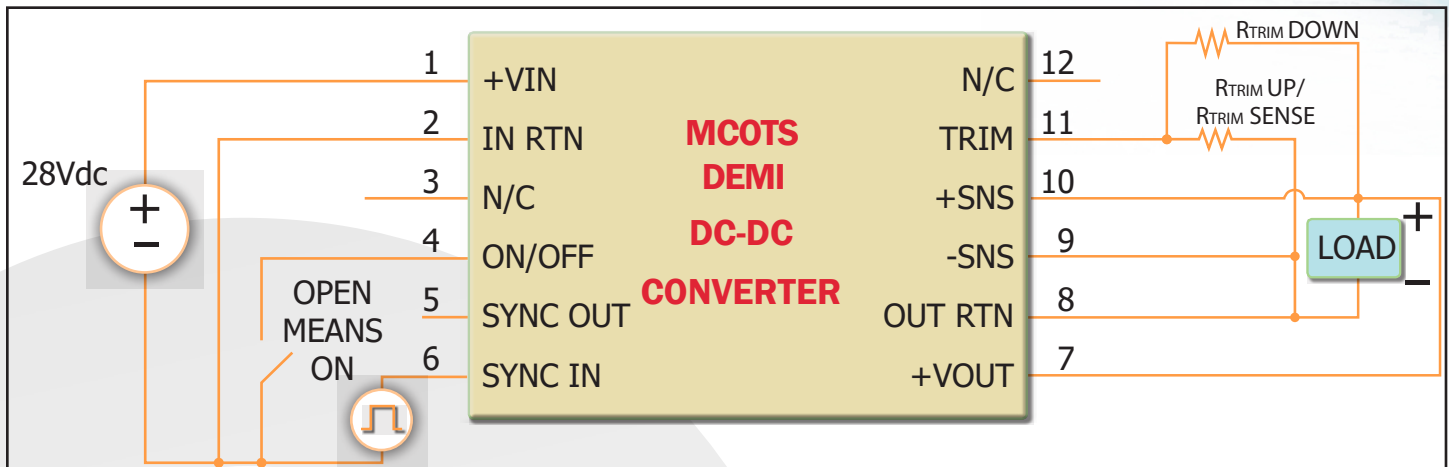 28Vdc
+
−
1
2
3
4
5
6
OPEN
MEANS
ON
+VIN
IN RTN
N/C
ON/OFF
SYNC OUT
SYNC IN
MCOTS
DEMI
DC-DC
CONVERTER
N/C
TRIM
+SNS
-SNS
OUT RTN
+VOUT
12
11
10
9
8
7
RTRIM DOWN
RTRIM UP/
RTRIM SENSE
LOAD
+
−